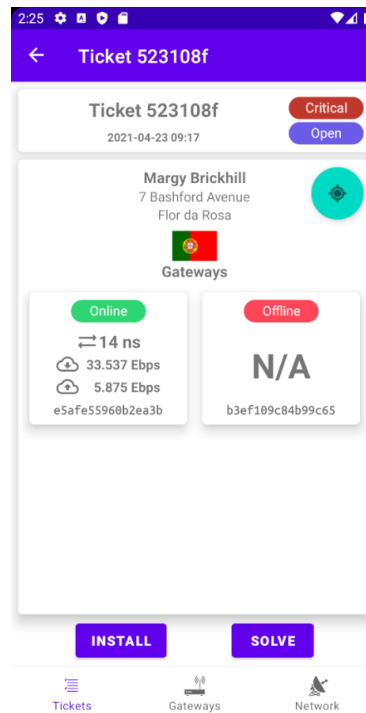 2:25
Ticket 523108f
Ticket 523108f
Critical
2021-04-23 09:17
Open
Margy Brickhill
7 Bashford Avenue
Flor da Rosa
Gateways
Online
14 ns
33.537 Ebps
5.875 Ebps
e5afe55960b2ea3b
Offline
N/A
b3ef109c84b99c65
INSTALL
SOLVE
Tickets
Gateways
Network